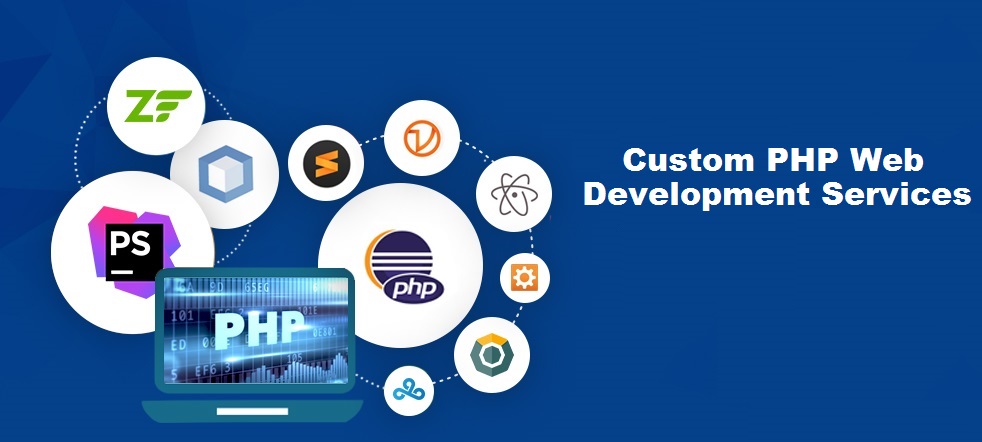 Custom PHP Web
Development Services
ZF
PS
php
PHP